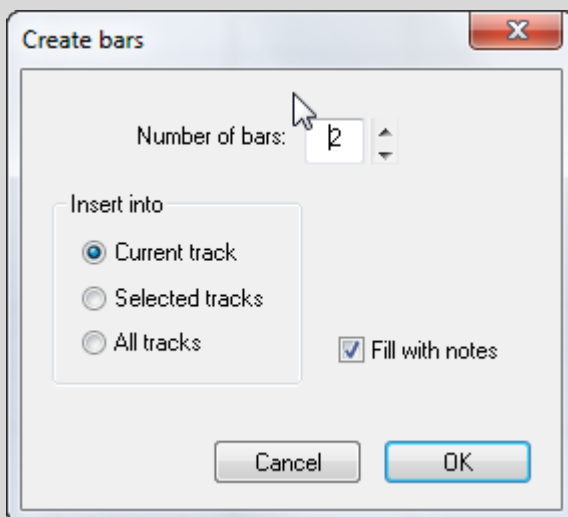 Create bars
Number of bars: 2
Insert into
Current track
Selected tracks
All tracks
Fill with notes
Cancel OK